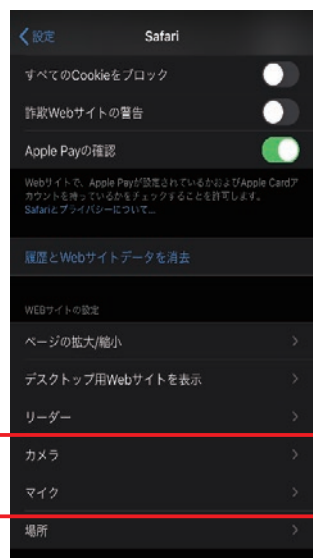 設定
Safari
すべてのCookieをブロック
詐欺Webサイトの警告
Apple Payの確認
Webサイトで、Apple Payが設定されているかおよびApple Cardア
カウントを持っているかをチェックすることを許可します。
Safariとプライバシーについて...
履歴とWebサイトデータを消去
WEBサイトの設定
ページの拡大/縮小
デスクトップ用Webサイトを表示
リーダー
カメラ
マイク
場所